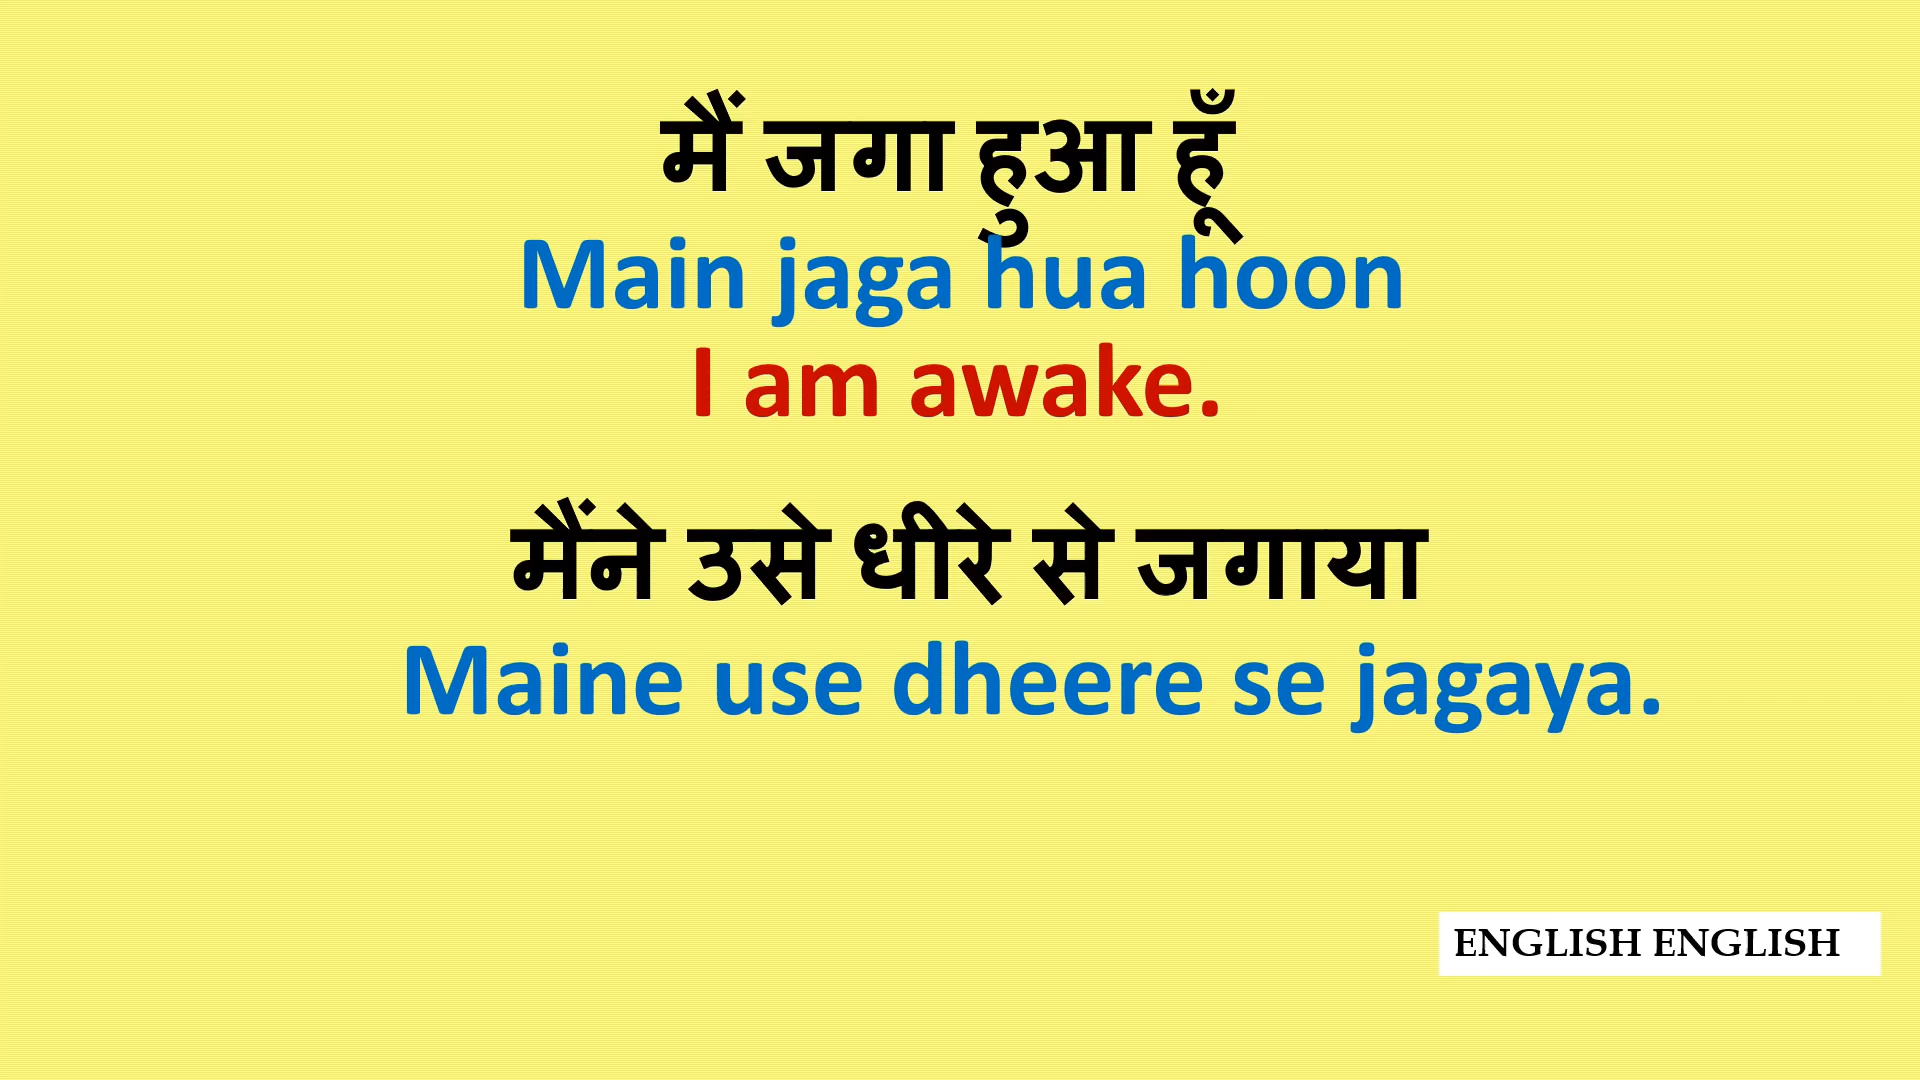 मैं जगा हुआ हूँ
Main jaga hua hoon
I am awake.
मैंने उसे धीरे से जगाया
Maine use dheere se jagaya.
ENGLISH ENGLISH